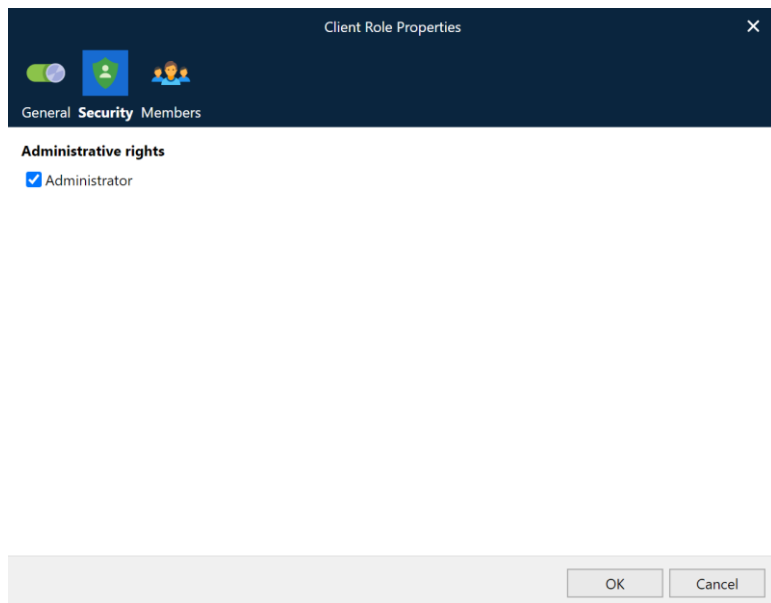 Client Role Properties
General Security Members
Administrative rights
Administrator
OK Cancel